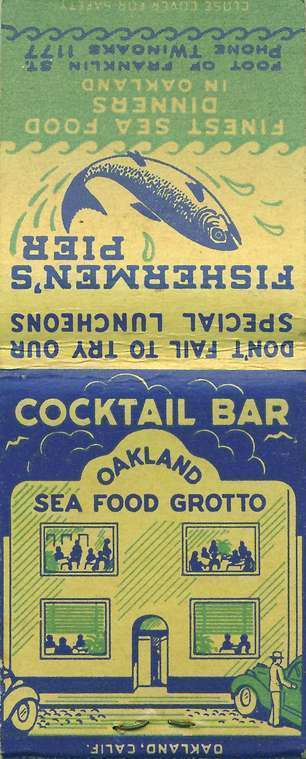 DON'T FAIL TO TRY OUR
SPECIAL LUNCHEONS
FISHERMEN'S
PIER
FINEST SEA FOOD
DINNERS
IN OAKLAND
FOOT OF FRANKLIN ST.
PHONE TWINOAKS 1177
CLOSE COVER FOR SAFETY
COCKTAIL BAR
OAKLAND
SEA FOOD GROTTO
OAKLAND, CALIF.